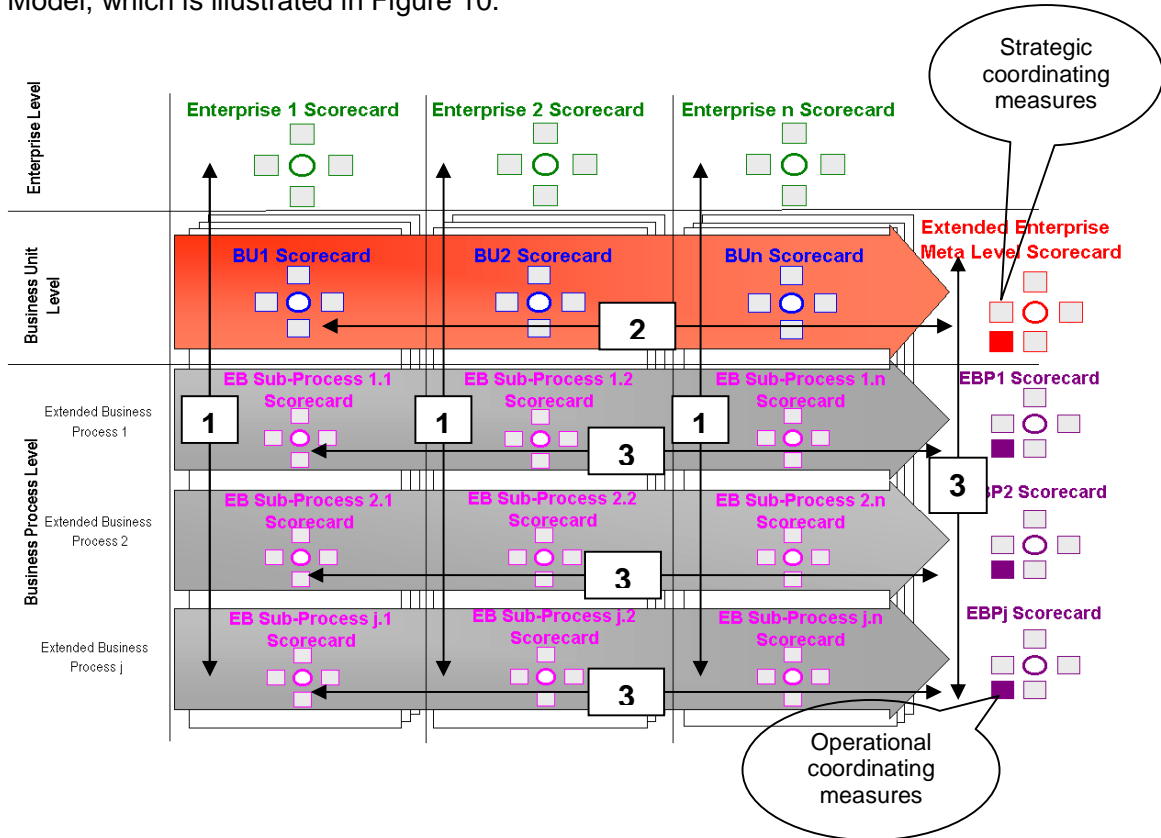 Model, which is illustrated in Figure 10.
Strategic
coordinating
measures
Enterprise Level
Enterprise 1 Scorecard
Enterprise 2 Scorecard
Enterprise n Scorecard
Business Unit
Level
BU1 Scorecard
BU2 Scorecard
BUn Scorecard
Extended Enterprise
Meta Level Scorecard
2
Business Process Level
Extended Business
Process 1
EB Sub-Process 1.1
Scorecard
EB Sub-Process 1.2
Scorecard
EB Sub-Process 1.n
Scorecard
EBP1 Scorecard
1
1
1
3
3
Extended Business
Process 2
EB Sub-Process 2.1
Scorecard
EB Sub-Process 2.2
Scorecard
EB Sub-Process 2.n
Scorecard
BP2 Scorecard
3
Extended Business
Process j
EB Sub-Process j.1
Scorecard
EB Sub-Process j.2
Scorecard
EB Sub-Process j.n
Scorecard
EBPj Scorecard
3
Operational
coordinating
measures